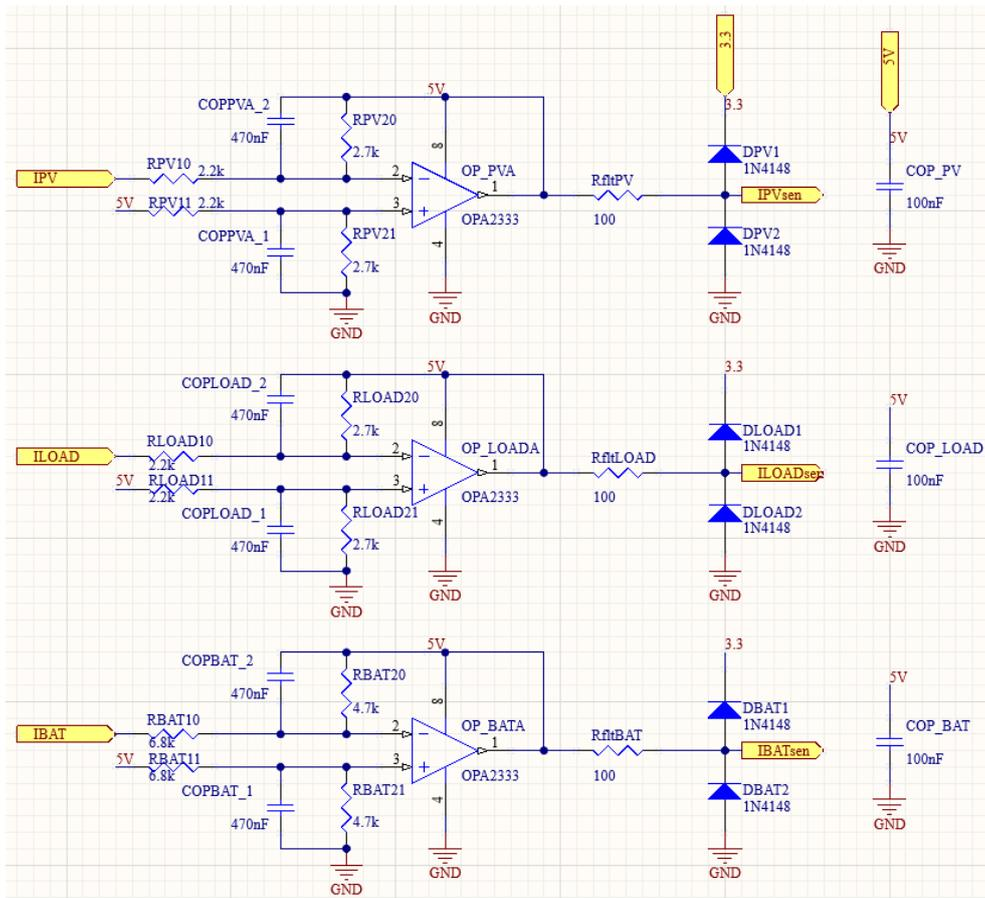 3.3
5V
COPPVA_2
470nF
RPV20
2.7k
5V
8
3.3
5V
IPV
RPV10 2.2k
2
OP_PVA
1
OPA2333
DPV1
1N4148
COP_PV
100nF
5V
RPV11 2.2k
3
RfltPV
100
IPVsen
COPPVA_1
470nF
RPV21
2.7k
4
DPV2
1N4148
GND
GND
GND
GND
COPLOAD_2
470nF
RLOAD20
2.7k
5V
8
3.3
5V
ILOAD
RLOAD10
2.2k
2
OP_LOADA
1
OPA2333
DLOAD1
1N4148
COP_LOAD
100nF
5V
RLOAD11
2.2k
3
RfltLOAD
100
ILOADsen
COPLOAD_1
470nF
RLOAD21
2.7k
4
DLOAD2
1N4148
GND
GND
GND
GND
COPBAT_2
470nF
RBAT20
4.7k
5V
8
3.3
5V
IBAT
RBAT10
6.8k
2
OP_BATA
1
OPA2333
DBAT1
1N4148
COP_BAT
100nF
5V
RBAT11
6.8k
3
RfltBAT
100
IBATsen
COPBAT_1
470nF
RBAT21
4.7k
4
DBAT2
1N4148
GND
GND
GND
GND